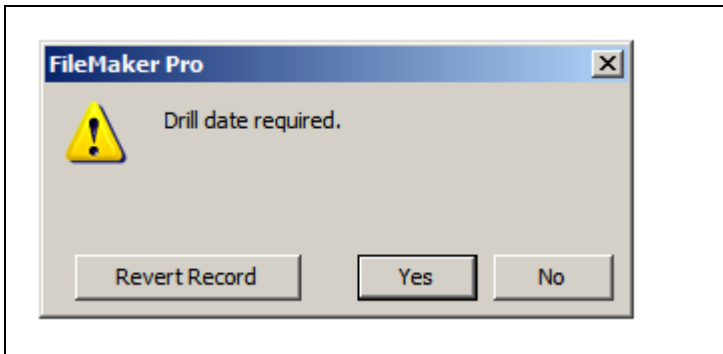 FileMaker Pro
Drill date required.
Revert Record Yes No